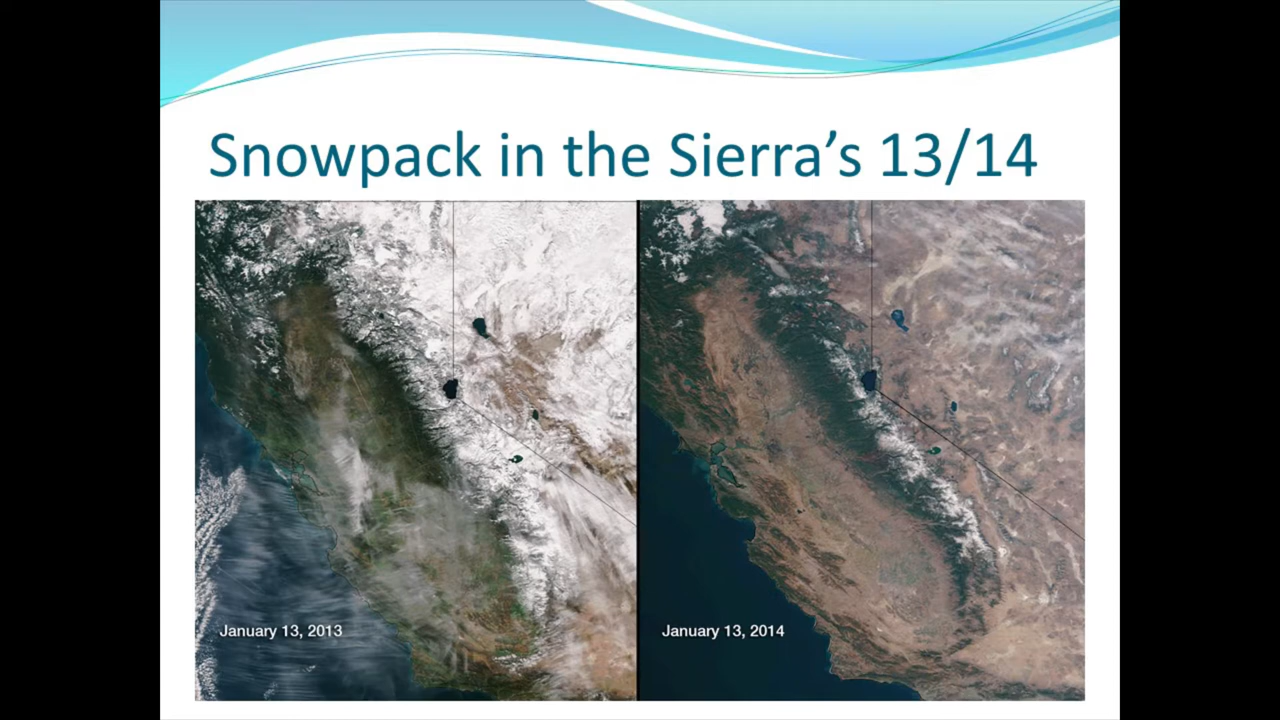 Snowpack in the Sierra’s 13/14
January 13, 2013
January 13, 2014